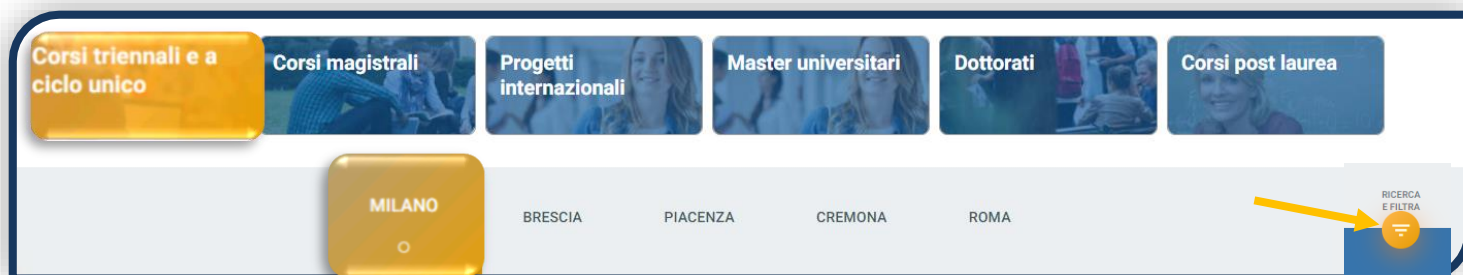 Corsi triennali e a
ciclo unico
Corsi magistrali
Progetti
internazionali
Master universitari
Dottorati
Corsi post laurea
MILANO
BRESCIA
PIACENZA
CREMONA
ROMA
RICERCA
E FILTRA